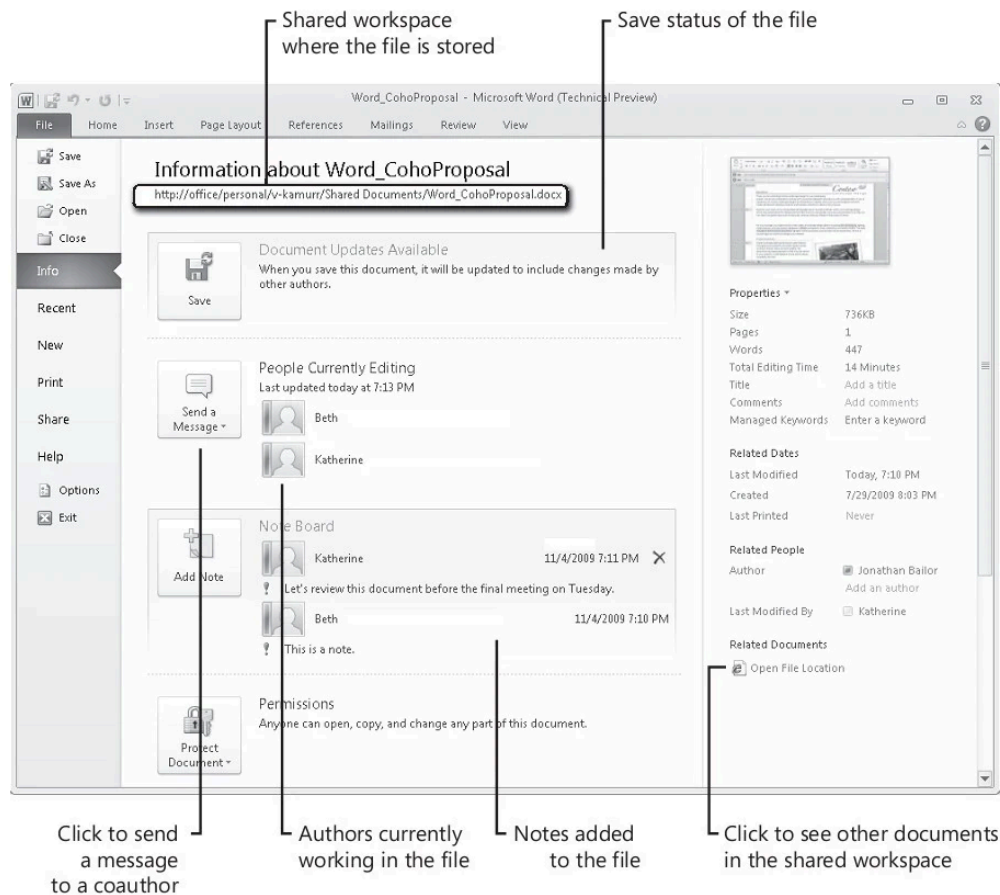 Shared workspace
where the file is stored
Save status of the file
Word_CohoProposal - Microsoft Word (Technical Preview)
File Home Insert Page Layout References Mailings Review View
Save
Save As
Open
Close
Info
Recent
New
Print
Share
Help
Options
Exit
Information about Word_CohoProposal
http://office/personal/v-kamurr/Shared Documents/Word_CohoProposal.docx
Save
Document Updates Available
When you save this document, it will be updated to include changes made by
other authors.
Send a
Message
People Currently Editing
Last updated today at 7:13 PM
Beth
Katherine
Add Note
Note Board
Katherine 11/4/2009 7:11 PM
! Let's review this document before the final meeting on Tuesday.
Beth 11/4/2009 7:10 PM
! This is a note.
Protect
Document
Permissions
Anyone can open, copy, and change any part of this document.
Properties
Size 736KB
Pages 1
Words 447
Total Editing Time 14 Minutes
Title Add a title
Comments Add comments
Managed Keywords Enter a keyword
Related Dates
Last Modified Today, 7:10 PM
Created 7/29/2009 8:03 PM
Last Printed Never
Related People
Author Jonathan Bailor
Add an author
Last Modified By Katherine
Related Documents
Open File Location
Click to send
a message
to a coauthor
Authors currently
working in the file
Notes added
to the file
Click to see other documents
in the shared workspace